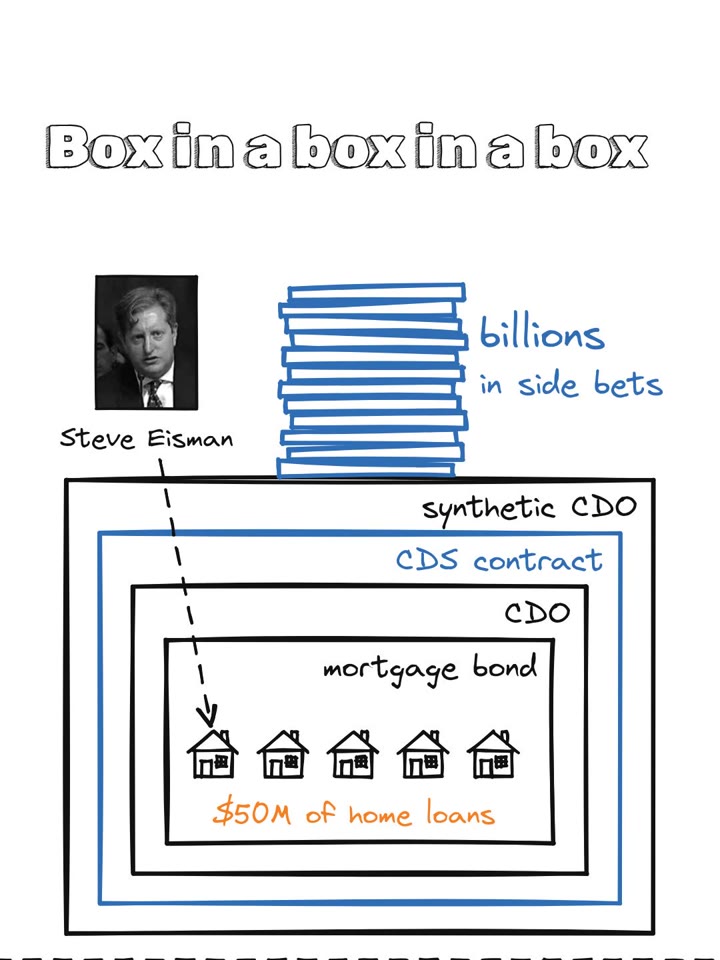 Box in a box in a box
billions
in side bets
Steve Eisman
synthetic CDO
CDS contract
CDO
mortgage bond
$50M of home loans